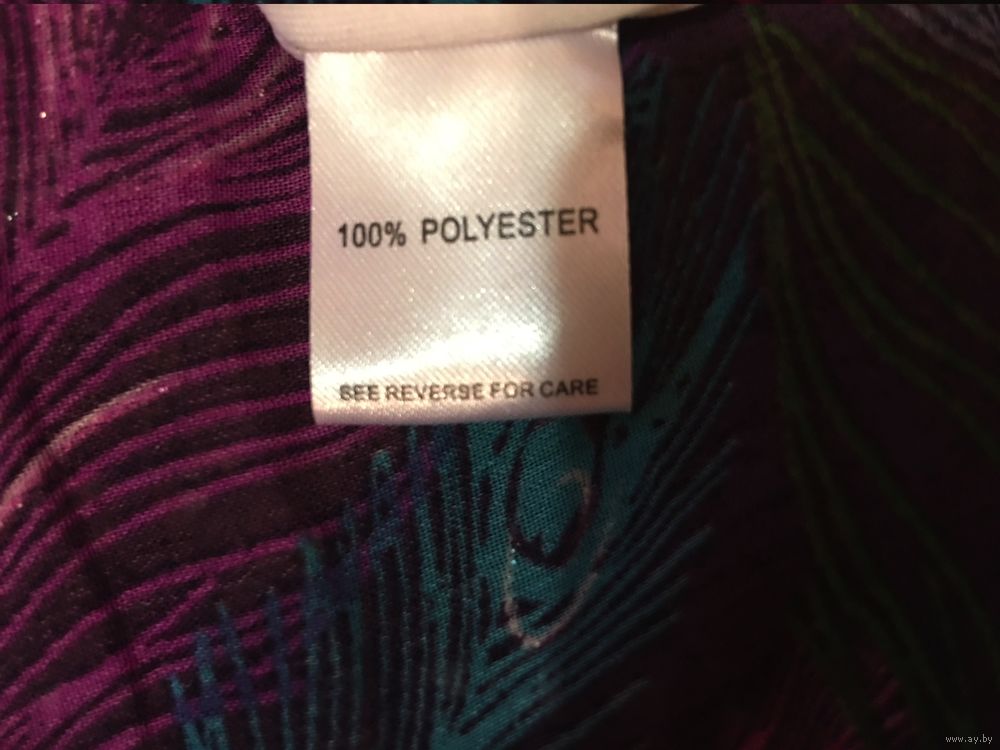 100% POLYESTER
SEE REVERSE FOR CARE
www.ay.by